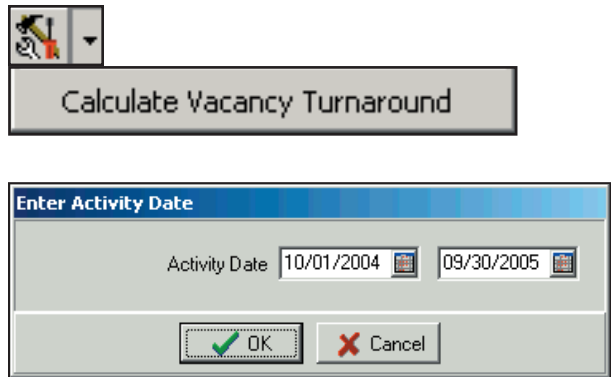 Calculate Vacancy Turnaround
Enter Activity Date
Activity Date 10/01/2004 09/30/2005
OK Cancel